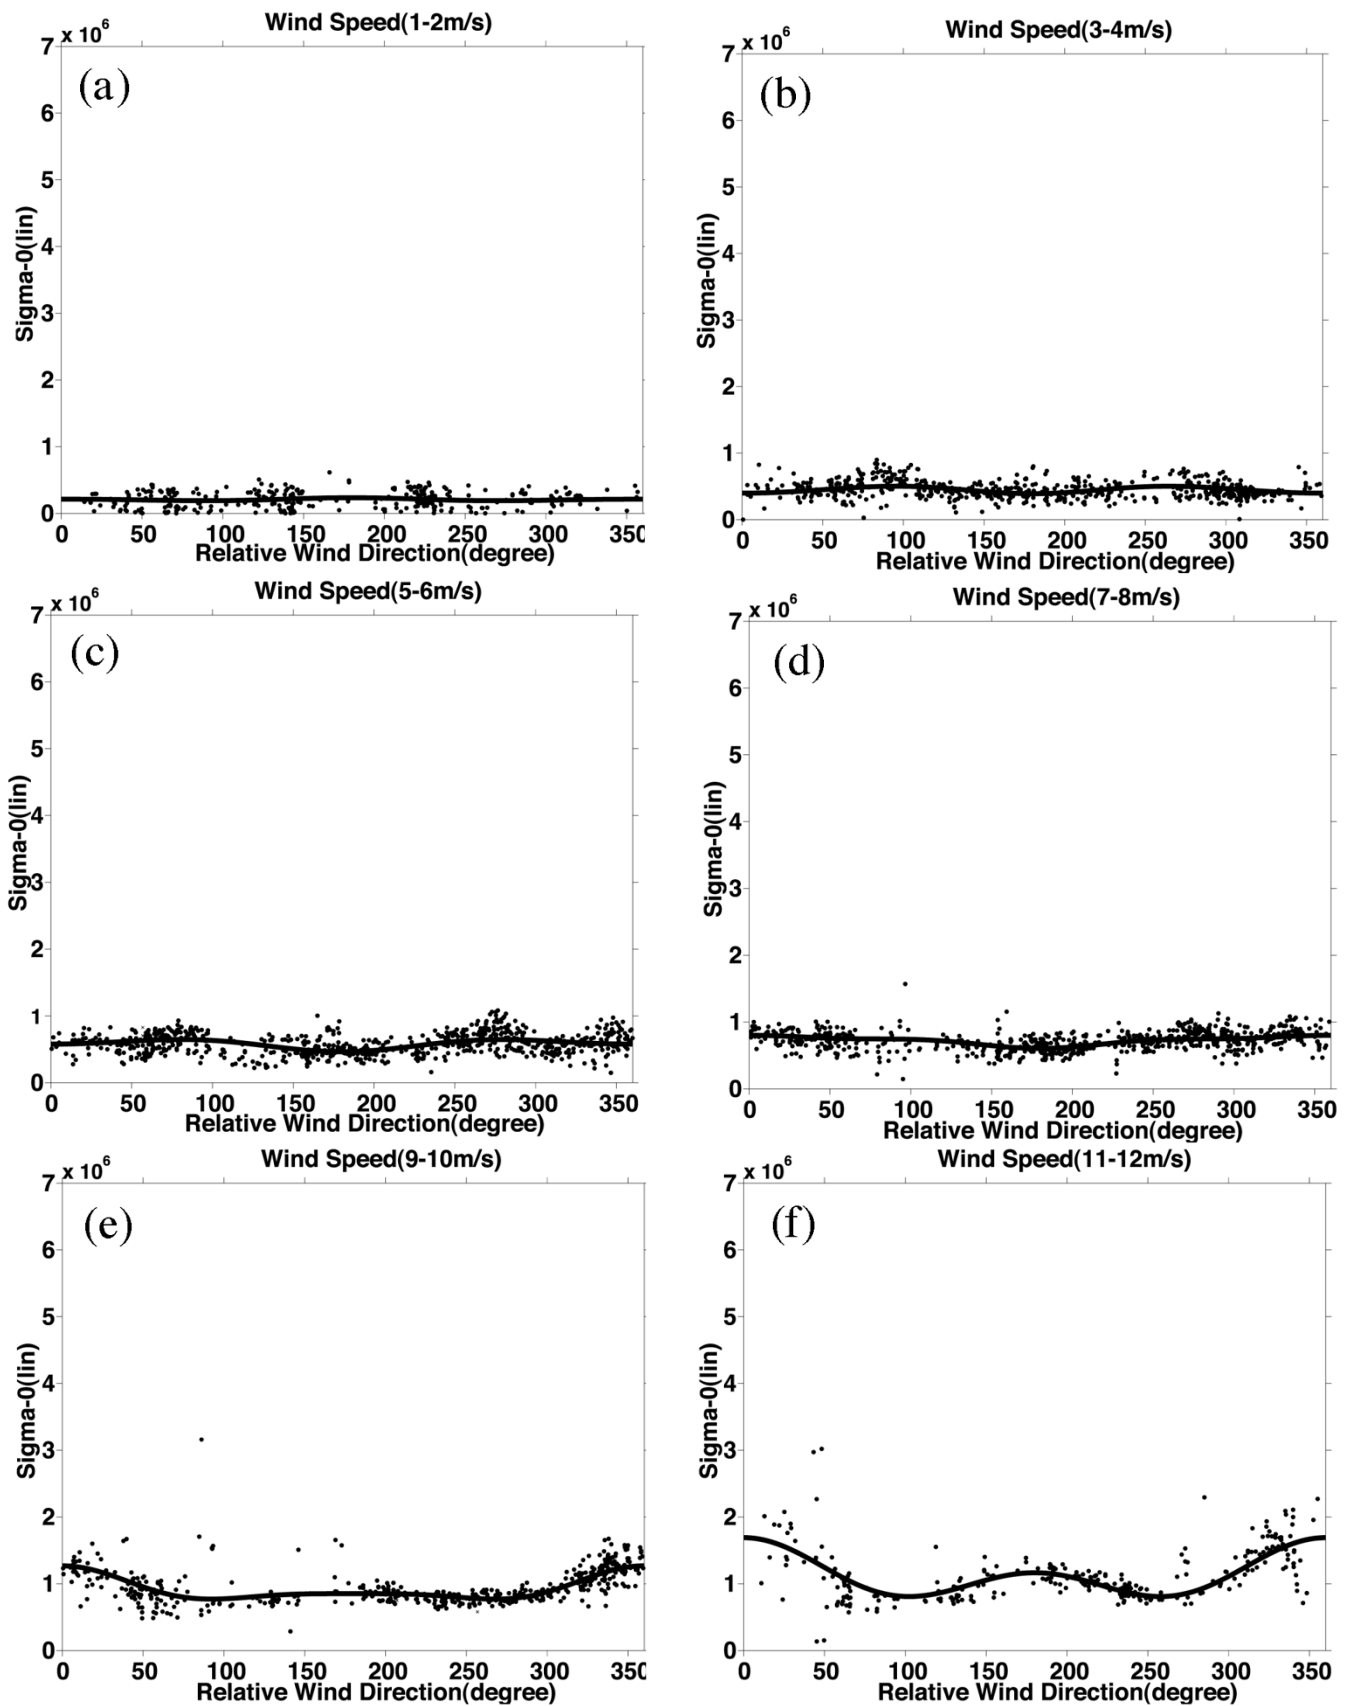 Wind Speed(1-2m/s)
x 10^6
(a)
7
6
5
4
3
2
1
0
Sigma-0(lin)
0 50 100 150 200 250 300 350
Relative Wind Direction(degree)
Wind Speed(3-4m/s)
x 10^6
(b)
7
6
5
4
3
2
1
0
Sigma-0(lin)
0 50 100 150 200 250 300 350
Relative Wind Direction(degree)
Wind Speed(5-6m/s)
x 10^6
(c)
7
6
5
4
3
2
1
0
Sigma-0(lin)
0 50 100 150 200 250 300 350
Relative Wind Direction(degree)
Wind Speed(7-8m/s)
x 10^6
(d)
7
6
5
4
3
2
1
0
Sigma-0(lin)
0 50 100 150 200 250 300 350
Relative Wind Direction(degree)
Wind Speed(9-10m/s)
x 10^6
(e)
7
6
5
4
3
2
1
0
Sigma-0(lin)
0 50 100 150 200 250 300 350
Relative Wind Direction(degree)
Wind Speed(11-12m/s)
x 10^6
(f)
7
6
5
4
3
2
1
0
Sigma-0(lin)
0 50 100 150 200 250 300 350
Relative Wind Direction(degree)